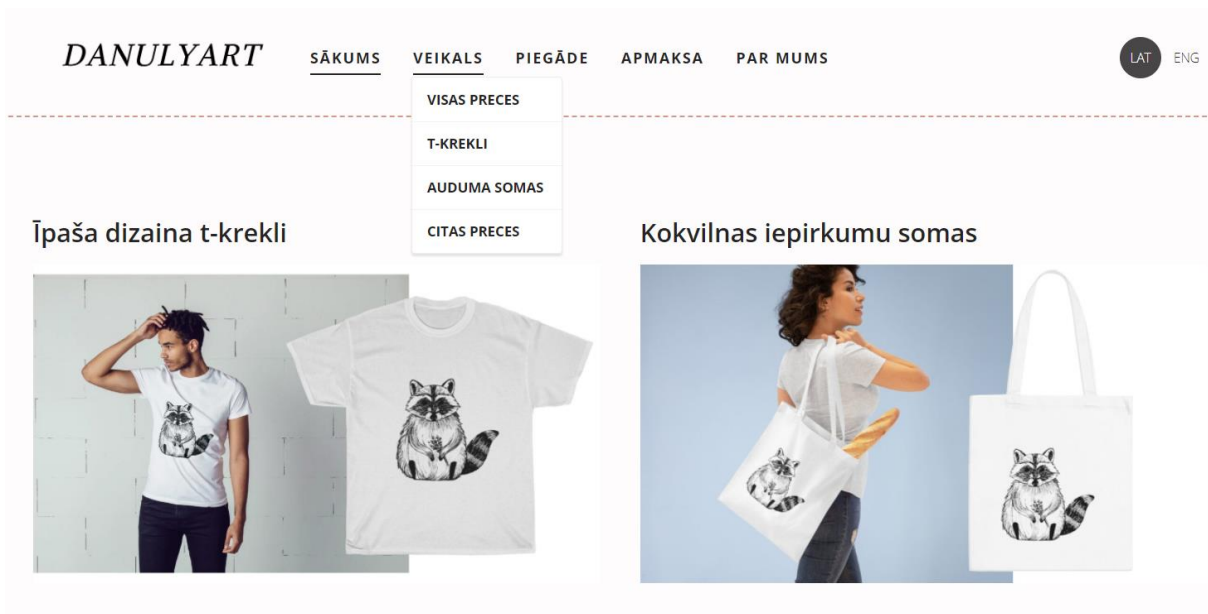 DANULYART
SĀKUMS VEIKALS PIEGĀDE APMAKSA PAR MUMS
LAT ENG
VISAS PRECES
T-KREKLI
AUDUMA SOMAS
CITAS PRECES
Īpaša dizaina t-krekli
Kokvilnas iepirkumu somas